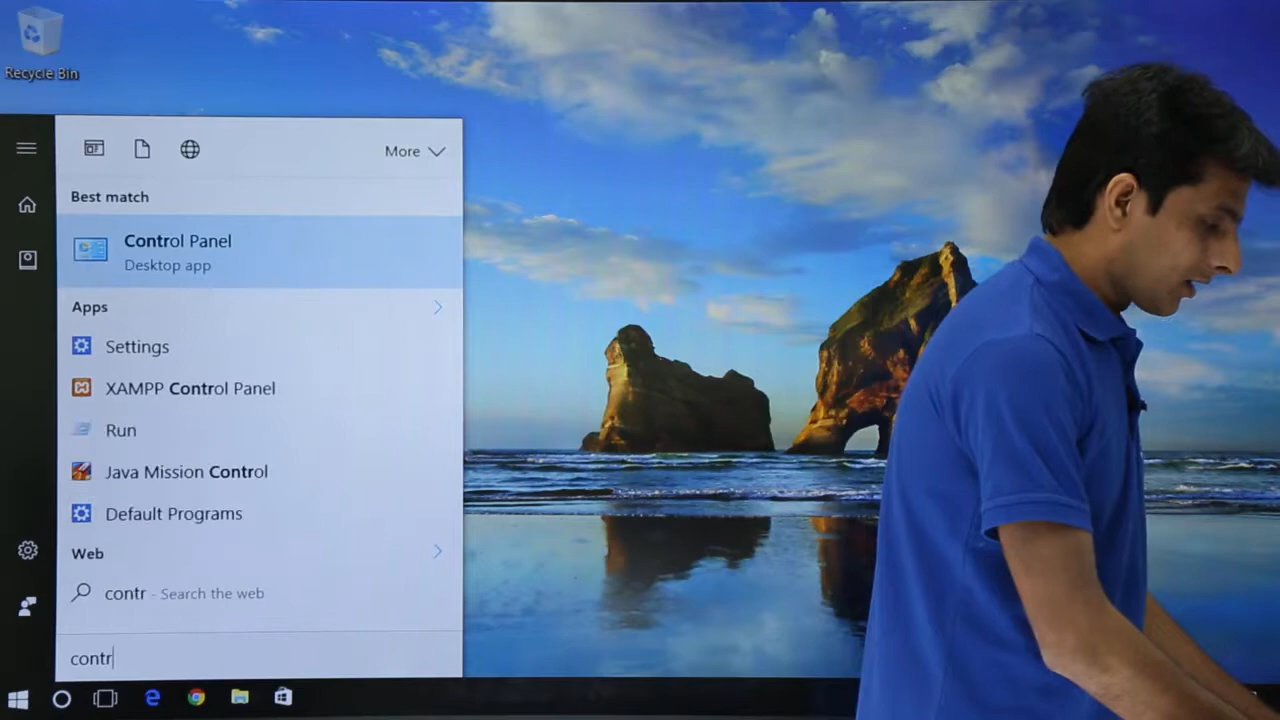 Recycle Bin
More
Best match
Control Panel
Desktop app
Apps
Settings
XAMPP Control Panel
Run
Java Mission Control
Default Programs
Web
contr - Search the web
contr